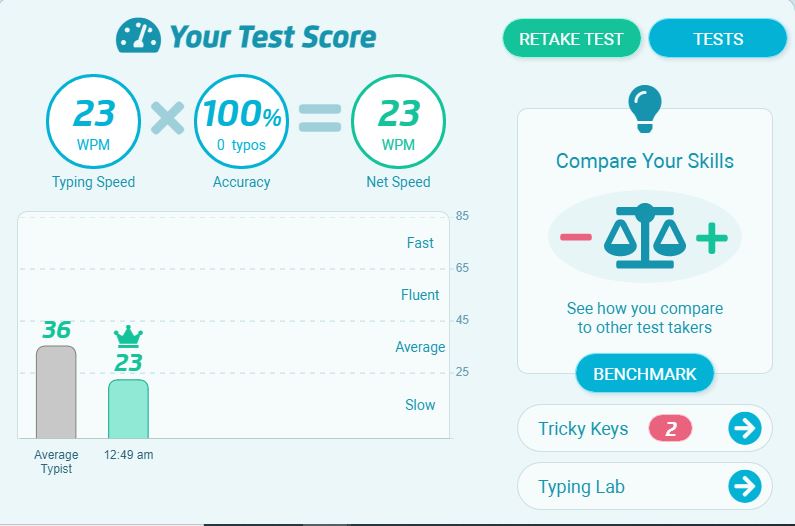 Your Test Score
RETAKE TEST
TESTS
23
WPM
Typing Speed
100%
0 typos
Accuracy
23
WPM
Net Speed
85
Fast
65
Fluent
45
Average
25
Slow
36
23
Average
Typist
12:49 am
Compare Your Skills
See how you compare
to other test takers
BENCHMARK
Tricky Keys 2
Typing Lab